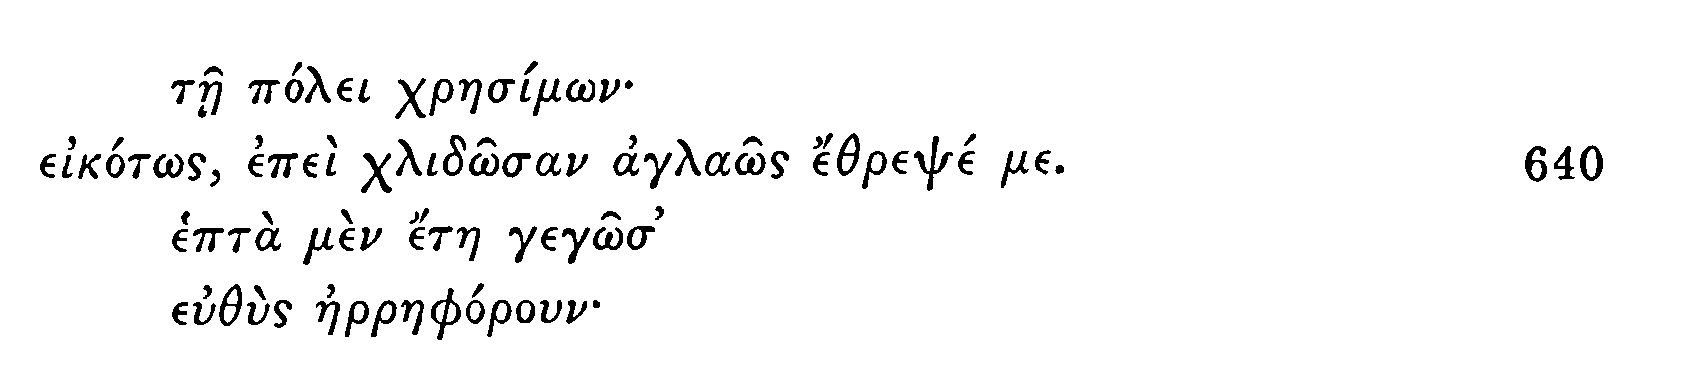 τῇ πόλει χρησίμων·
εἰκότως, ἐπεὶ χλιδῶσαν ἀγλαῶς ἔθρεψέ με. 640
ἑπτὰ μὲν ἔτη γεγῶσ’
εὐθὺς ἠρρηφόρουν·